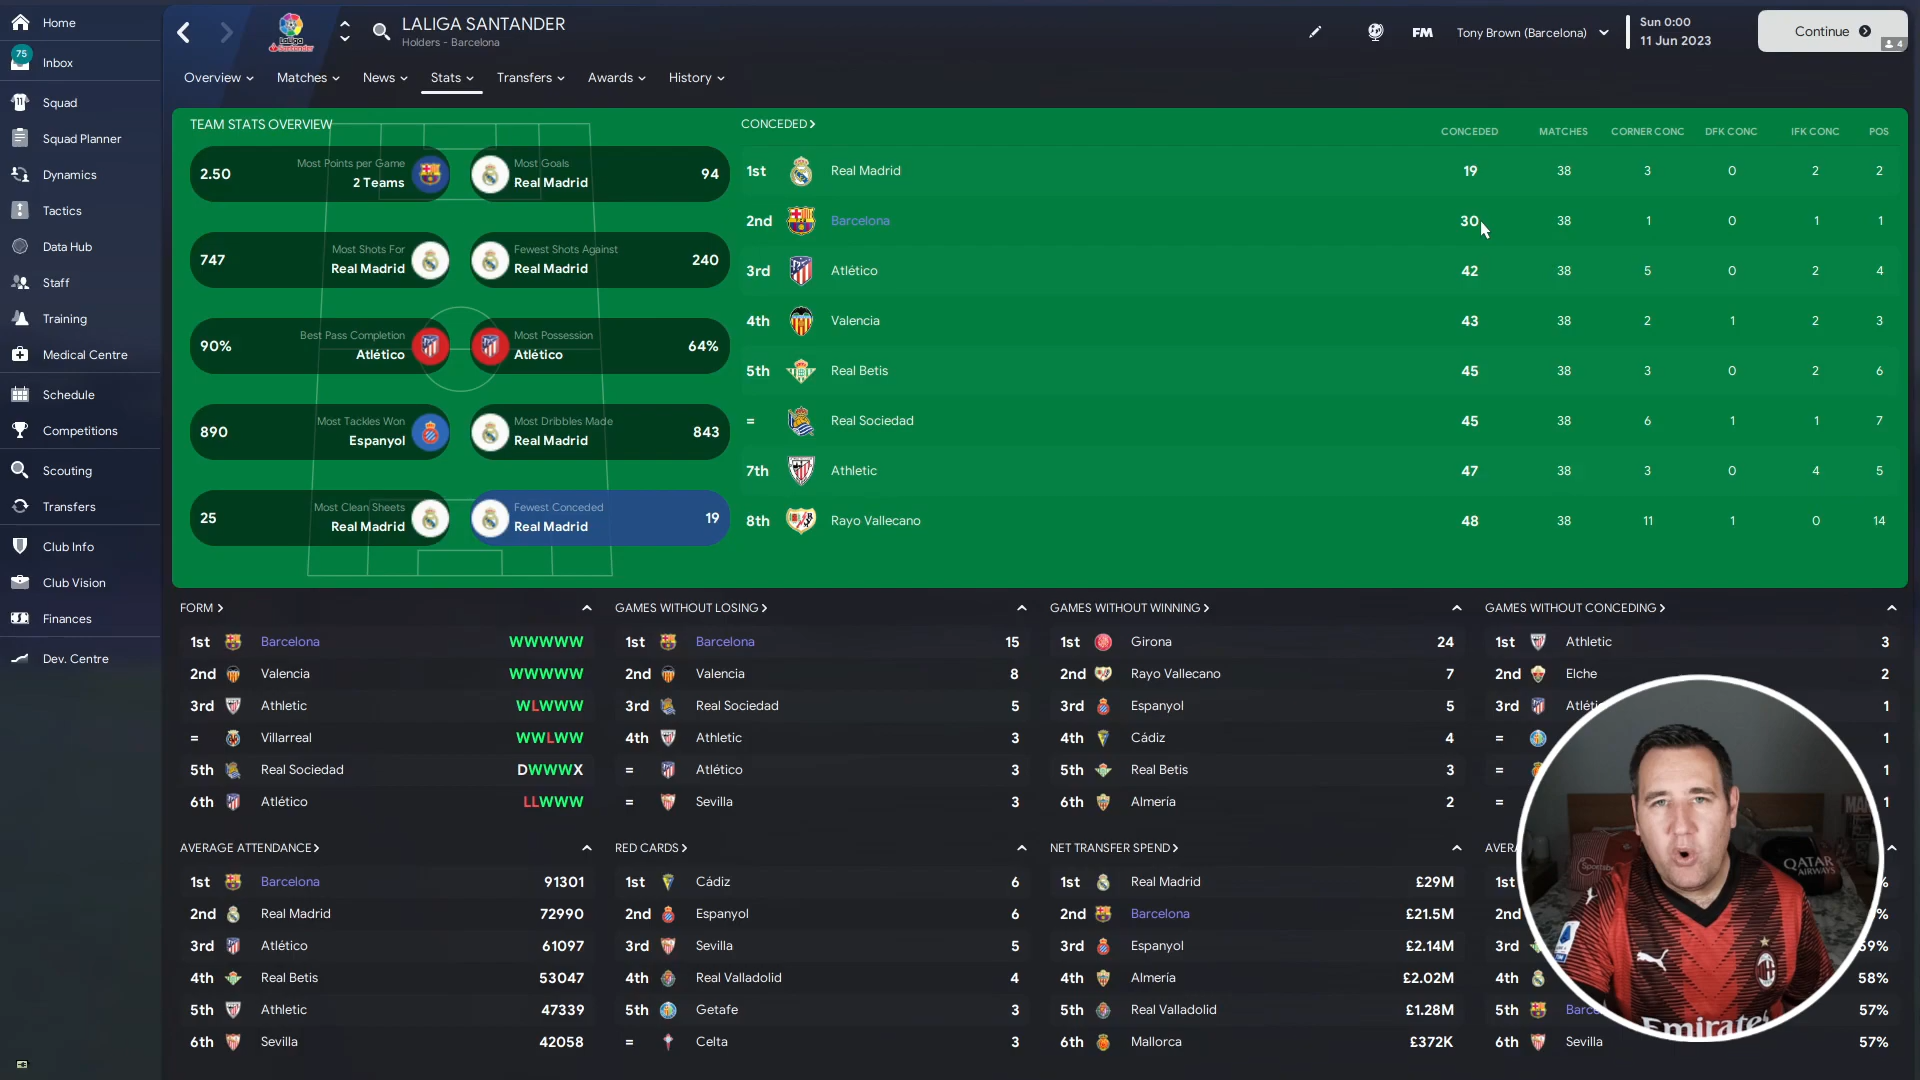 Home
75
Inbox
Squad
Squad Planner
Dynamics
Tactics
Data Hub
Staff
Training
Medical Centre
Schedule
Competitions
Scouting
Transfers
Club Info
Club Vision
Finances
Dev. Centre
LALIGA SANTANDER
Holders - Barcelona
FM
Tony Brown (Barcelona)
Sun 0:00
11 Jun 2023
Continue
4
Overview Matches News Stats Transfers Awards History
TEAM STATS OVERVIEW
2.50 Most Points per Game
2 Teams
Most Goals
Real Madrid 94
747 Most Shots For
Real Madrid
Fewest Shots Against
Real Madrid 240
90% Best Pass Completion
Atlético
Most Possession
Atlético 64%
890 Most Tackles Won
Espanyol
Most Dribbles Made
Real Madrid 843
25 Most Clean Sheets
Real Madrid
Fewest Conceded
Real Madrid 19
CONCEDED > CONCEDED MATCHES CORNER CONC DFK CONC IFK CONC POS
1st Real Madrid 19 38 3 0 2 2
2nd Barcelona 30 38 1 0 1 1
3rd Atlético 42 38 5 0 2 4
4th Valencia 43 38 2 1 2 3
5th Real Betis 45 38 3 0 2 6
= Real Sociedad 45 38 6 1 1 7
7th Athletic 47 38 3 0 4 5
8th Rayo Vallecano 48 38 11 1 0 14
FORM >
1st Barcelona WWWWW
2nd Valencia WWWWW
3rd Athletic WLWWW
= Villarreal WWLWW
5th Real Sociedad DWWWX
6th Atlético LLWWW
GAMES WITHOUT LOSING >
1st Barcelona 15
2nd Valencia 8
3rd Real Sociedad 5
4th Athletic 3
= Atlético 3
= Sevilla 3
GAMES WITHOUT WINNING >
1st Girona 24
2nd Rayo Vallecano 7
3rd Espanyol 5
4th Cádiz 4
5th Real Betis 3
6th Almería 2
GAMES WITHOUT CONCEDING >
1st Athletic 3
2nd Elche 2
3rd Atléti 1
= 1
= 1
= 1
AVERAGE ATTENDANCE >
1st Barcelona 91301
2nd Real Madrid 72990
3rd Atlético 61097
4th Real Betis 53047
5th Athletic 47339
6th Sevilla 42058
RED CARDS >
1st Cádiz 6
2nd Espanyol 6
3rd Sevilla 5
4th Real Valladolid 4
5th Getafe 3
= Celta 3
NET TRANSFER SPEND >
1st Real Madrid £29M
2nd Barcelona £21.5M
3rd Espanyol £2.14M
4th Almería £2.02M
5th Real Valladolid £1.28M
6th Mallorca £372K
AVERA
1st %
2nd %
3rd 59%
4th 58%
5th Barce 57%
6th Sevilla 57%
QATAR
AIRWAYS
Emirates